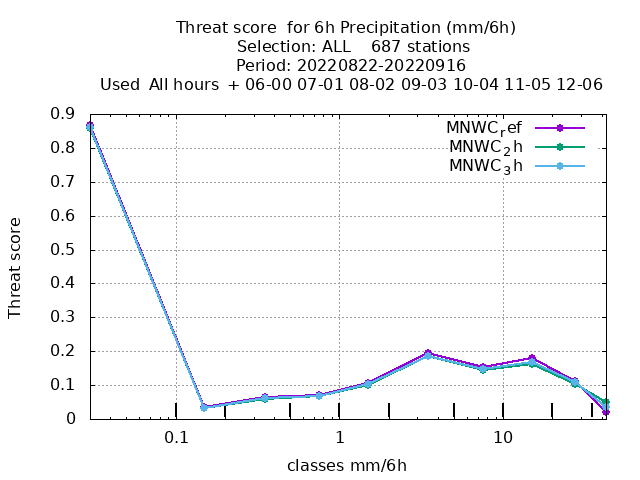 Threat score  for 6h Precipitation (mm/6h)
Selection: ALL    687 stations
Period: 20220822-20220916
Used  All hours  + 06-00 07-01 08-02 09-03 10-04 11-05 12-06
MNWC_ref
MNWC_2h
MNWC_3h
0.9
0.8
0.7
0.6
0.5
0.4
0.3
0.2
0.1
0
Threat score
0.1 1 10
classes mm/6h